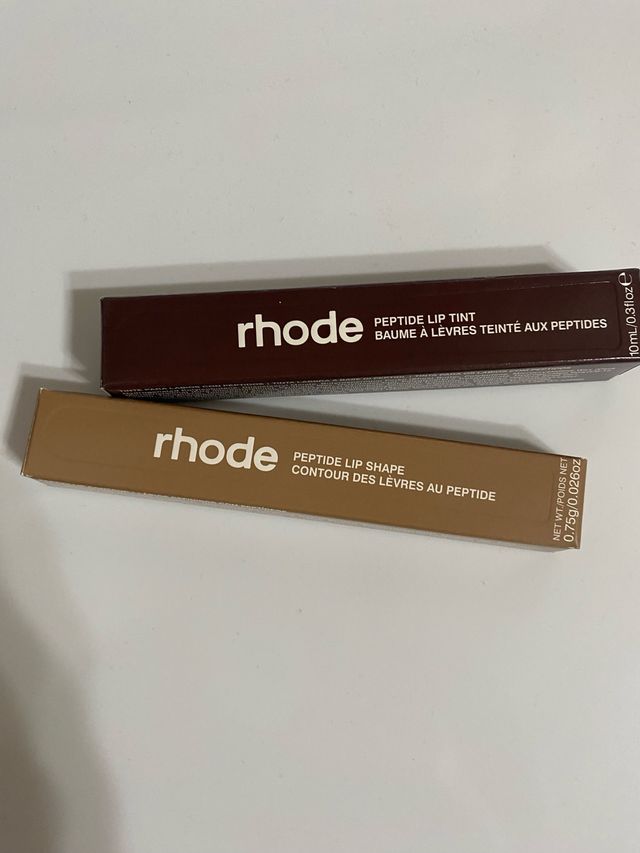 rhode
PEPTIDE LIP TINT
BAUME À LÈVRES TEINTÉ AUX PEPTIDES
10mL/0.3floz℮
rhode
PEPTIDE LIP SHAPE
CONTOUR DES LÈVRES AU PEPTIDE
NET WT./POIDS NET
0.75g/0.026oz